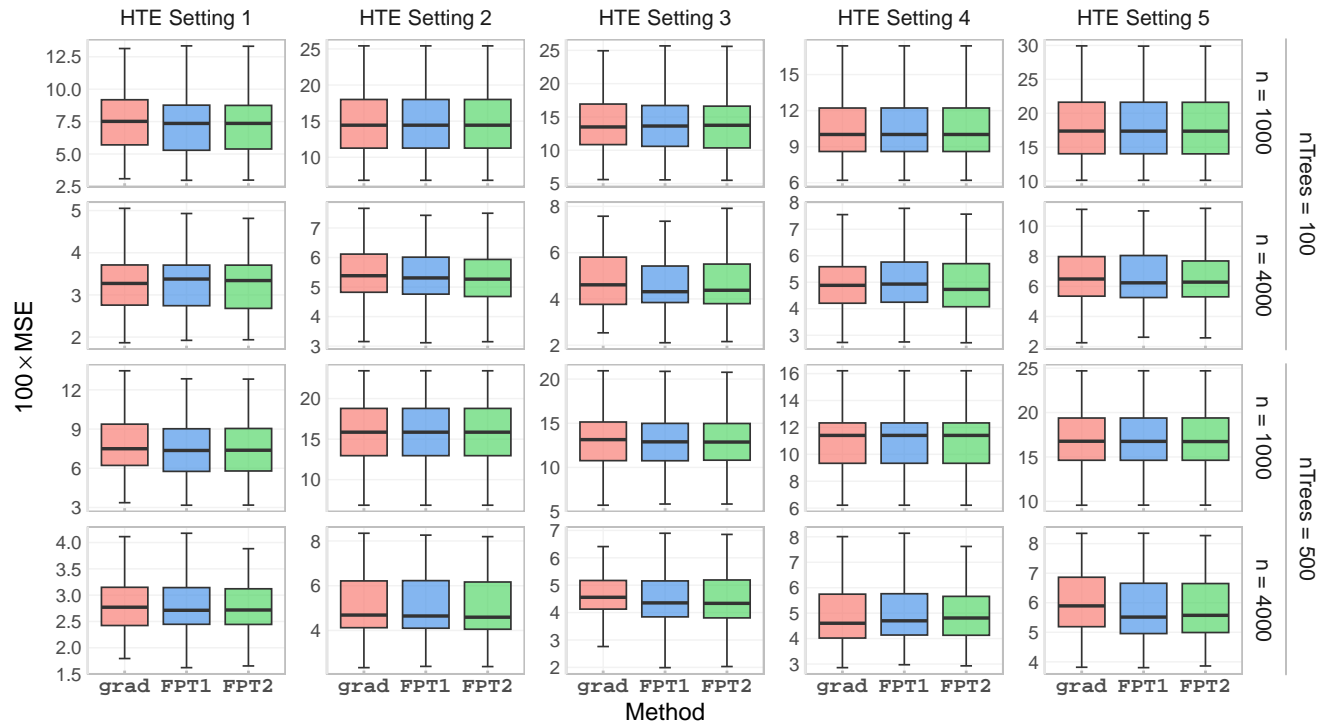 HTE Setting 1 HTE Setting 2 HTE Setting 3 HTE Setting 4 HTE Setting 5
12.5 10.0 7.5 5.0 2.5
25 20 15 10
25 20 15 10 5
15 12 9 6
30 25 20 15 10
n = 1000
5 4 3 2
7 6 5 4 3
8 6 4 2
8 7 6 5 4 3
10 8 6 4 2
n = 4000
nTrees = 100
12 9 6 3
20 15 10
20 15 10 5
16 14 12 10 8 6
25 20 15 10
n = 1000
4.0 3.5 3.0 2.5 2.0 1.5
8 6 4
7 6 5 4 3 2
8 7 6 5 4 3
8 7 6 5 4
n = 4000
nTrees = 500
100×MSE
grad FPT1 FPT2 grad FPT1 FPT2 grad FPT1 FPT2 grad FPT1 FPT2 grad FPT1 FPT2
Method